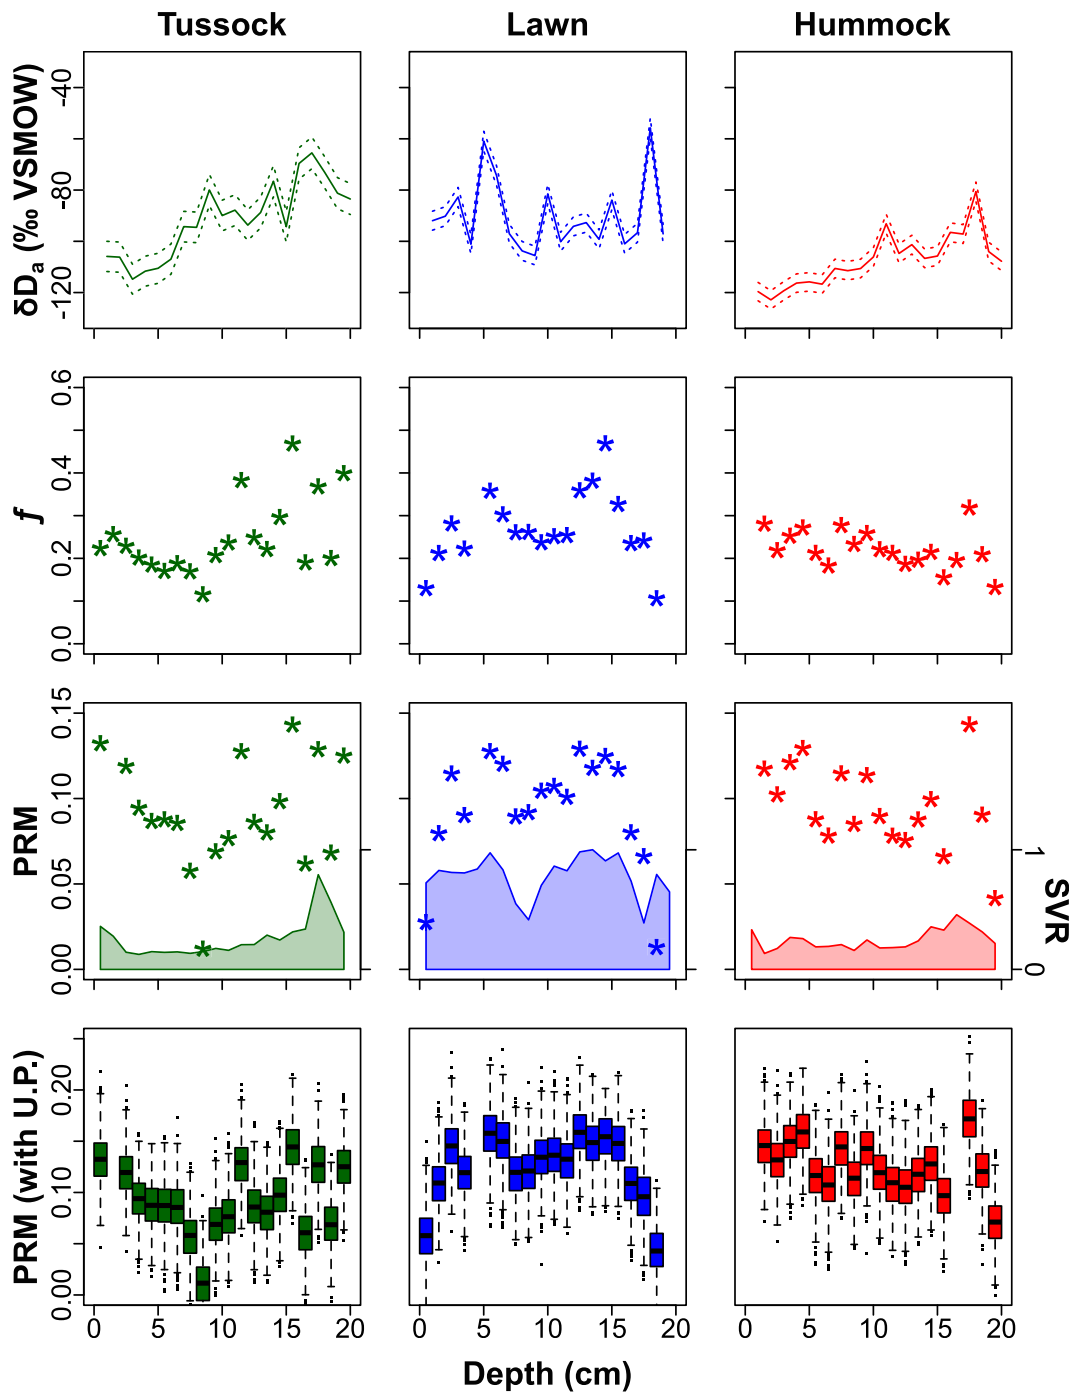 Tussock Lawn Hummock
δDa (‰ VSMOW)
-40
-80
-120
f
0.6
0.4
0.2
0.0
PRM
0.15
0.10
0.05
0.00
1
0
SVR
PRM (with U.P.)
0.20
0.10
0.00
0 5 10 15 20 0 5 10 15 20 0 5 10 15 20
Depth (cm)